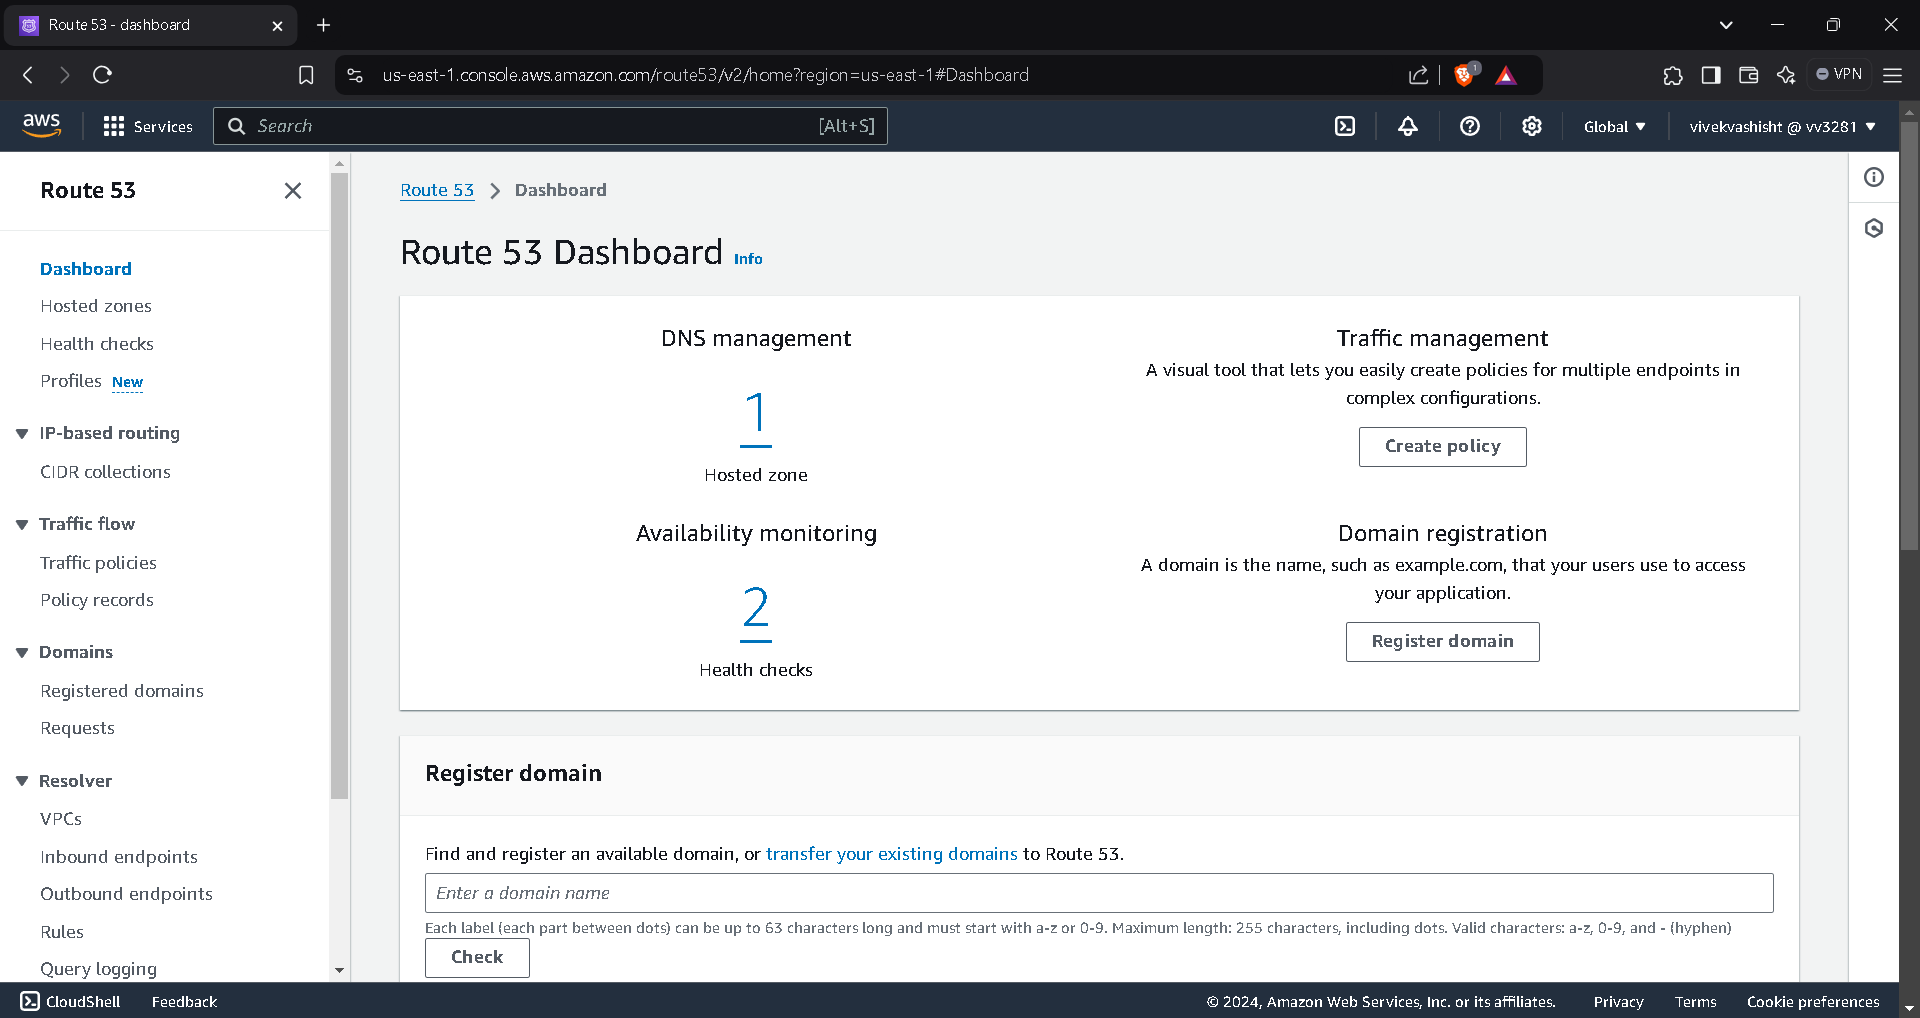 Route 53 - dashboard
us-east-1.console.aws.amazon.com/route53/v2/home?region=us-east-1#Dashboard
1
VPN
aws
Services
Search
[Alt+S]
Global
vivekvashisht @ vv3281
Route 53
Dashboard
Hosted zones
Health checks
Profiles New
IP-based routing
CIDR collections
Traffic flow
Traffic policies
Policy records
Domains
Registered domains
Requests
Resolver
VPCs
Inbound endpoints
Outbound endpoints
Rules
Query logging
Route 53 > Dashboard
Route 53 Dashboard Info
DNS management
1
Hosted zone
Traffic management
A visual tool that lets you easily create policies for multiple endpoints in
complex configurations.
Create policy
Availability monitoring
2
Health checks
Domain registration
A domain is the name, such as example.com, that your users use to access
your application.
Register domain
Register domain
Find and register an available domain, or transfer your existing domains to Route 53.
Enter a domain name
Each label (each part between dots) can be up to 63 characters long and must start with a-z or 0-9. Maximum length: 255 characters, including dots. Valid characters: a-z, 0-9, and - (hyphen)
Check
CloudShell
Feedback
© 2024, Amazon Web Services, Inc. or its affiliates.
Privacy
Terms
Cookie preferences